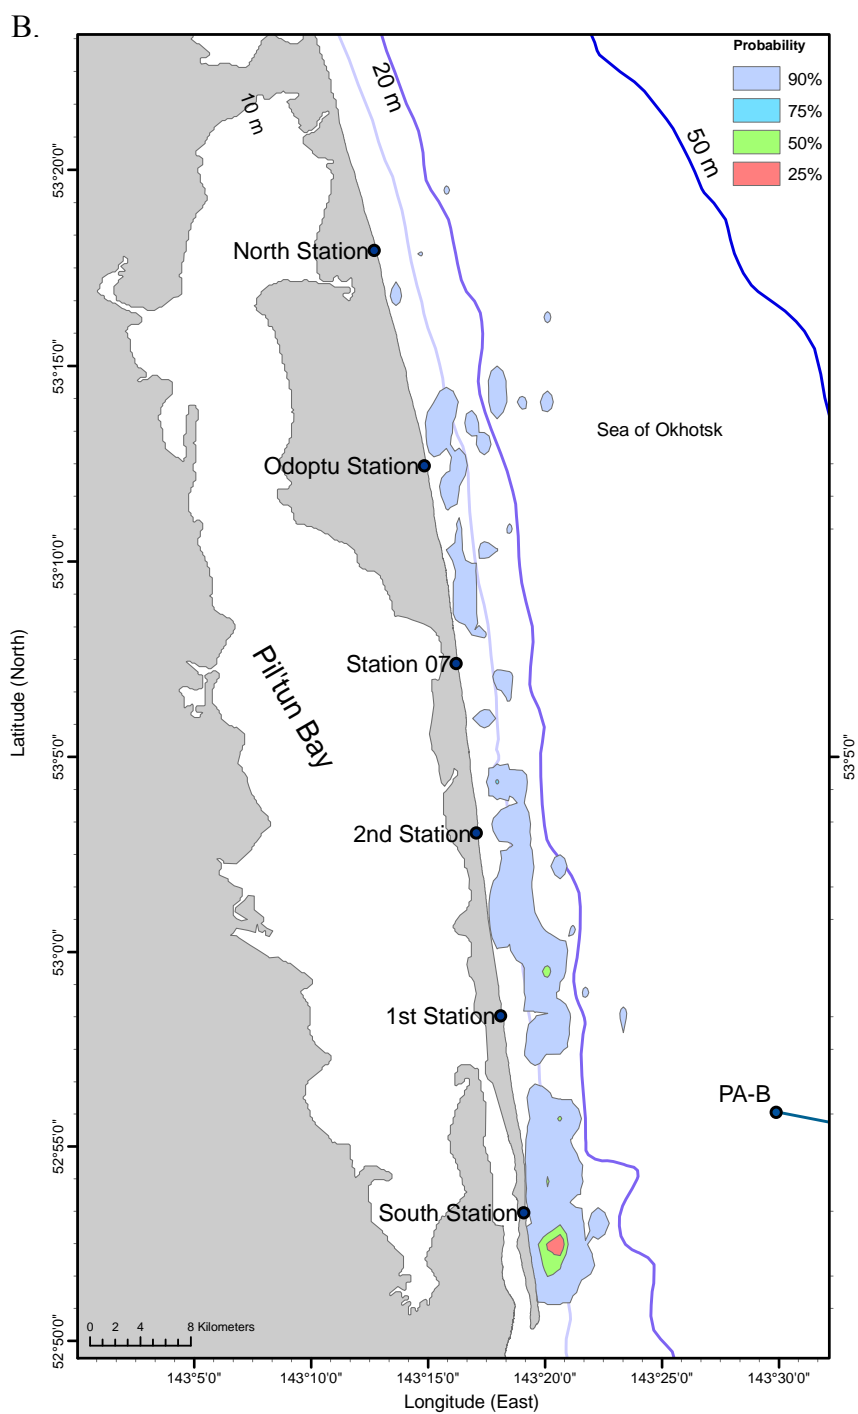 B.
Probability
90%
75%
50%
25%
20 m
10 m
50 m
North Station
Sea of Okhotsk
Odoptu Station
Station 07
Pil'tun Bay
2nd Station
1st Station
PA-B
South Station
0 2 4 8 Kilometers
53°20'0"
53°15'0"
53°10'0"
53°5'0"
53°0'0"
52°55'0"
52°50'0"
53°5'0"
Latitude (North)
143°5'0" 143°10'0" 143°15'0" 143°20'0" 143°25'0" 143°30'0"
Longitude (East)